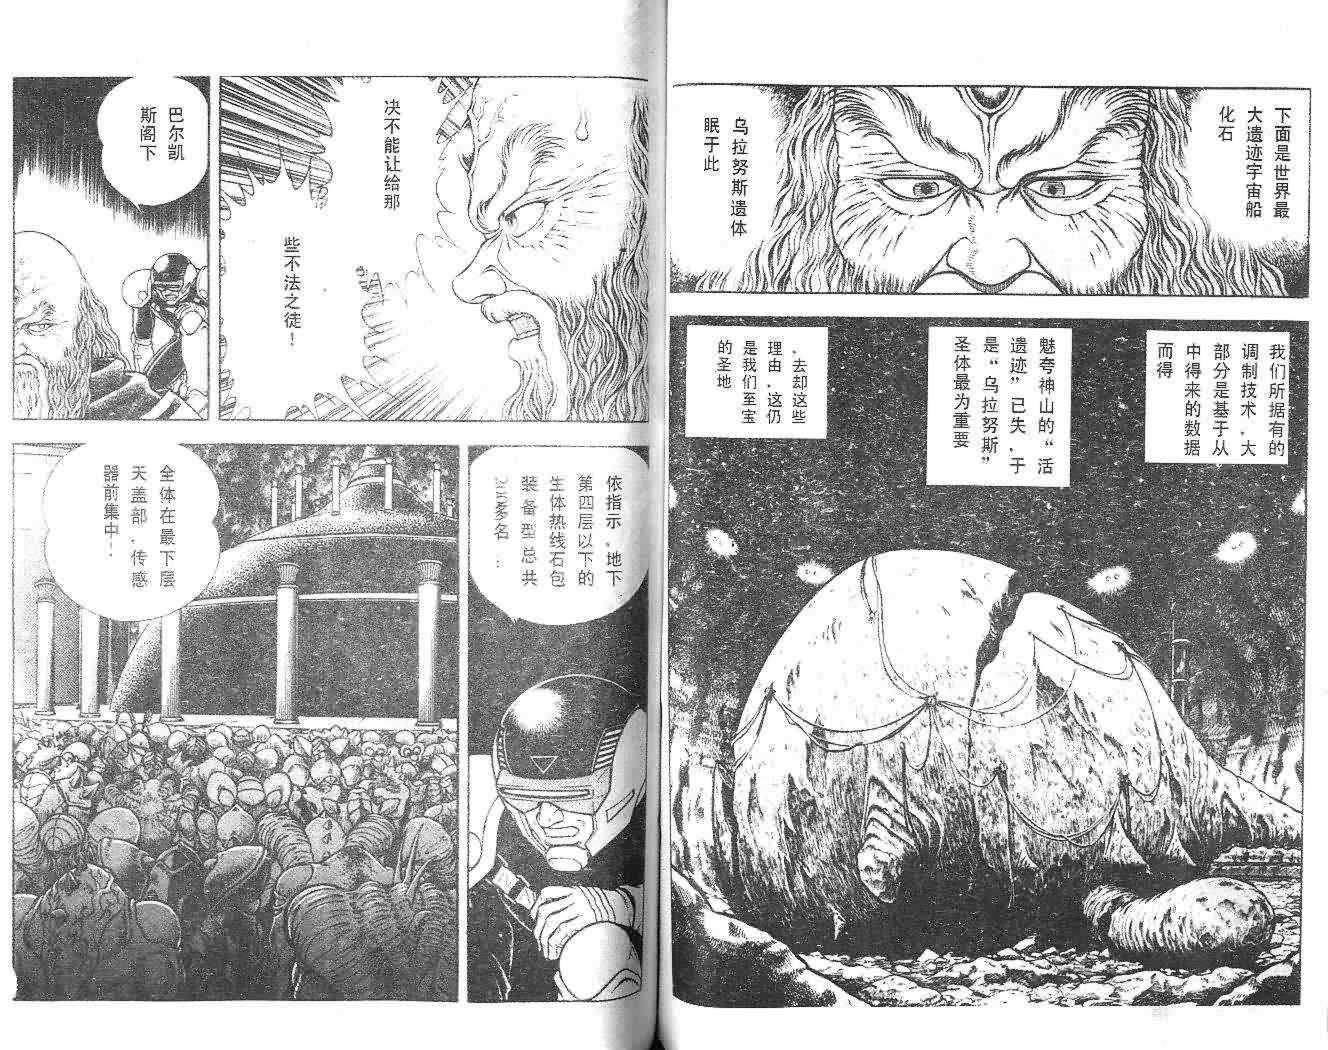 下面是世界最
大遗迹宇宙船
化石
乌拉努斯遗体
眠于此
我们所据有的
调制技术．大
部分是基于从
中得来的数据
而得
魅夸神山的“活
遗迹”已失．于
是“乌拉努斯”
圣体最为重要
．去却这些
理由．这仍
是我们至宝
的圣地
决不能让给那
些不法之徒！
巴尔凯
斯阁下
依指示．地下
第四层以下的
生体热线石包
装备型总共
多名…
全体在最下层
天盖部．传感
器前集中！